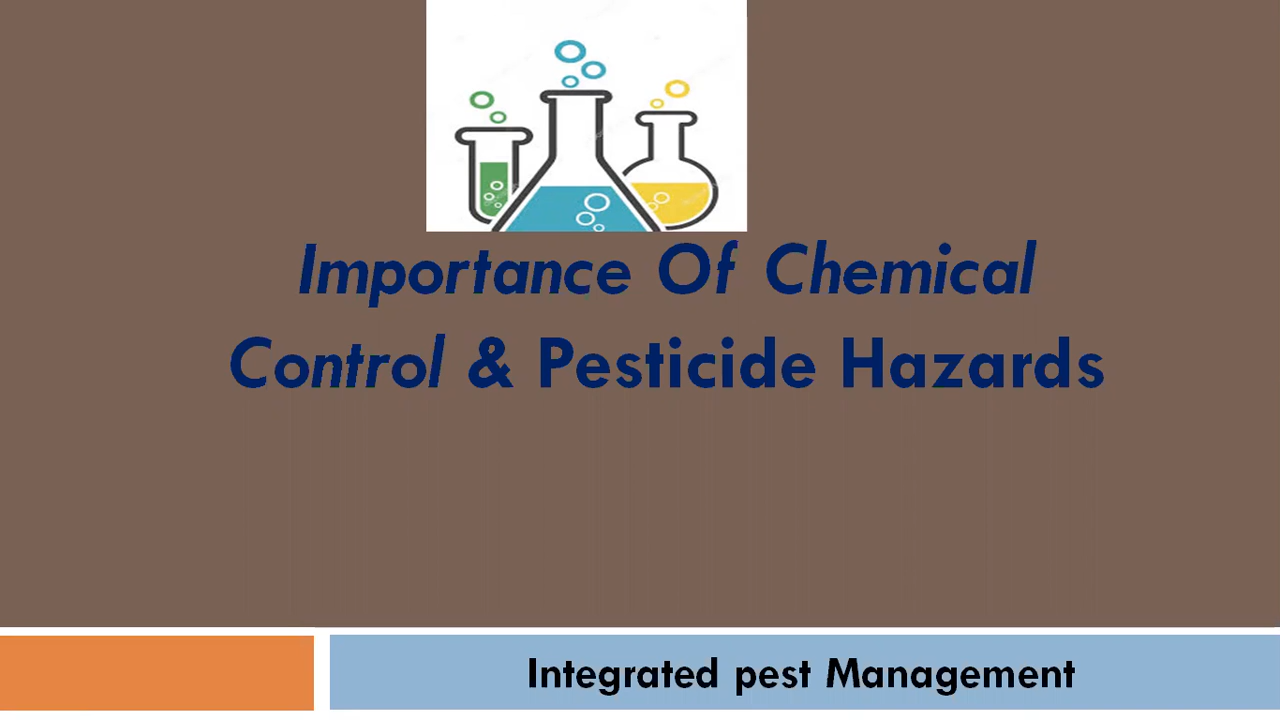 Importance Of Chemical
Control & Pesticide Hazards
Integrated pest Management